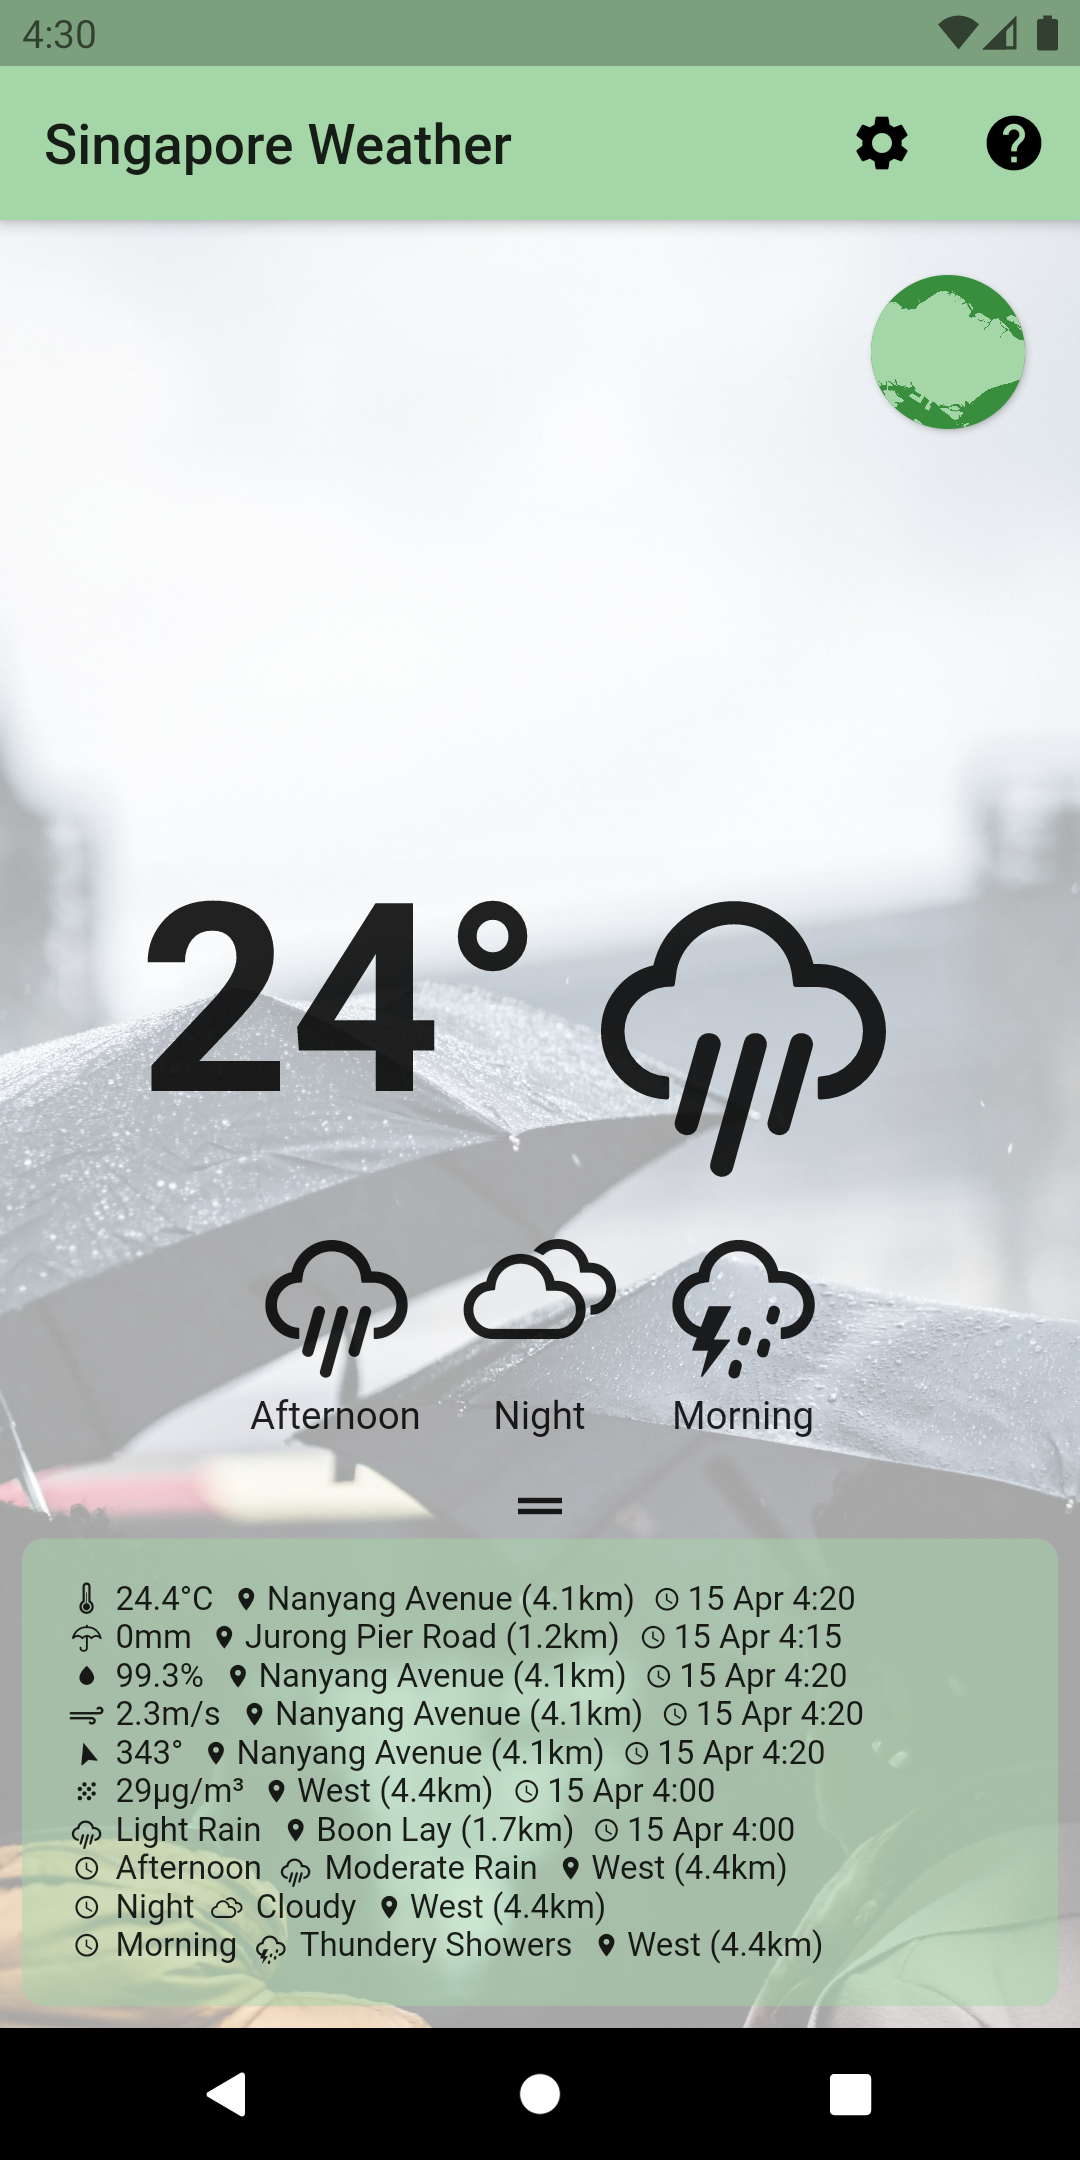 4:30
Singapore Weather
24°
Afternoon Night Morning
24.4°C Nanyang Avenue (4.1km) 15 Apr 4:20
0mm Jurong Pier Road (1.2km) 15 Apr 4:15
99.3% Nanyang Avenue (4.1km) 15 Apr 4:20
2.3m/s Nanyang Avenue (4.1km) 15 Apr 4:20
343° Nanyang Avenue (4.1km) 15 Apr 4:20
29µg/m³ West (4.4km) 15 Apr 4:00
Light Rain Boon Lay (1.7km) 15 Apr 4:00
Afternoon Moderate Rain West (4.4km)
Night Cloudy West (4.4km)
Morning Thundery Showers West (4.4km)